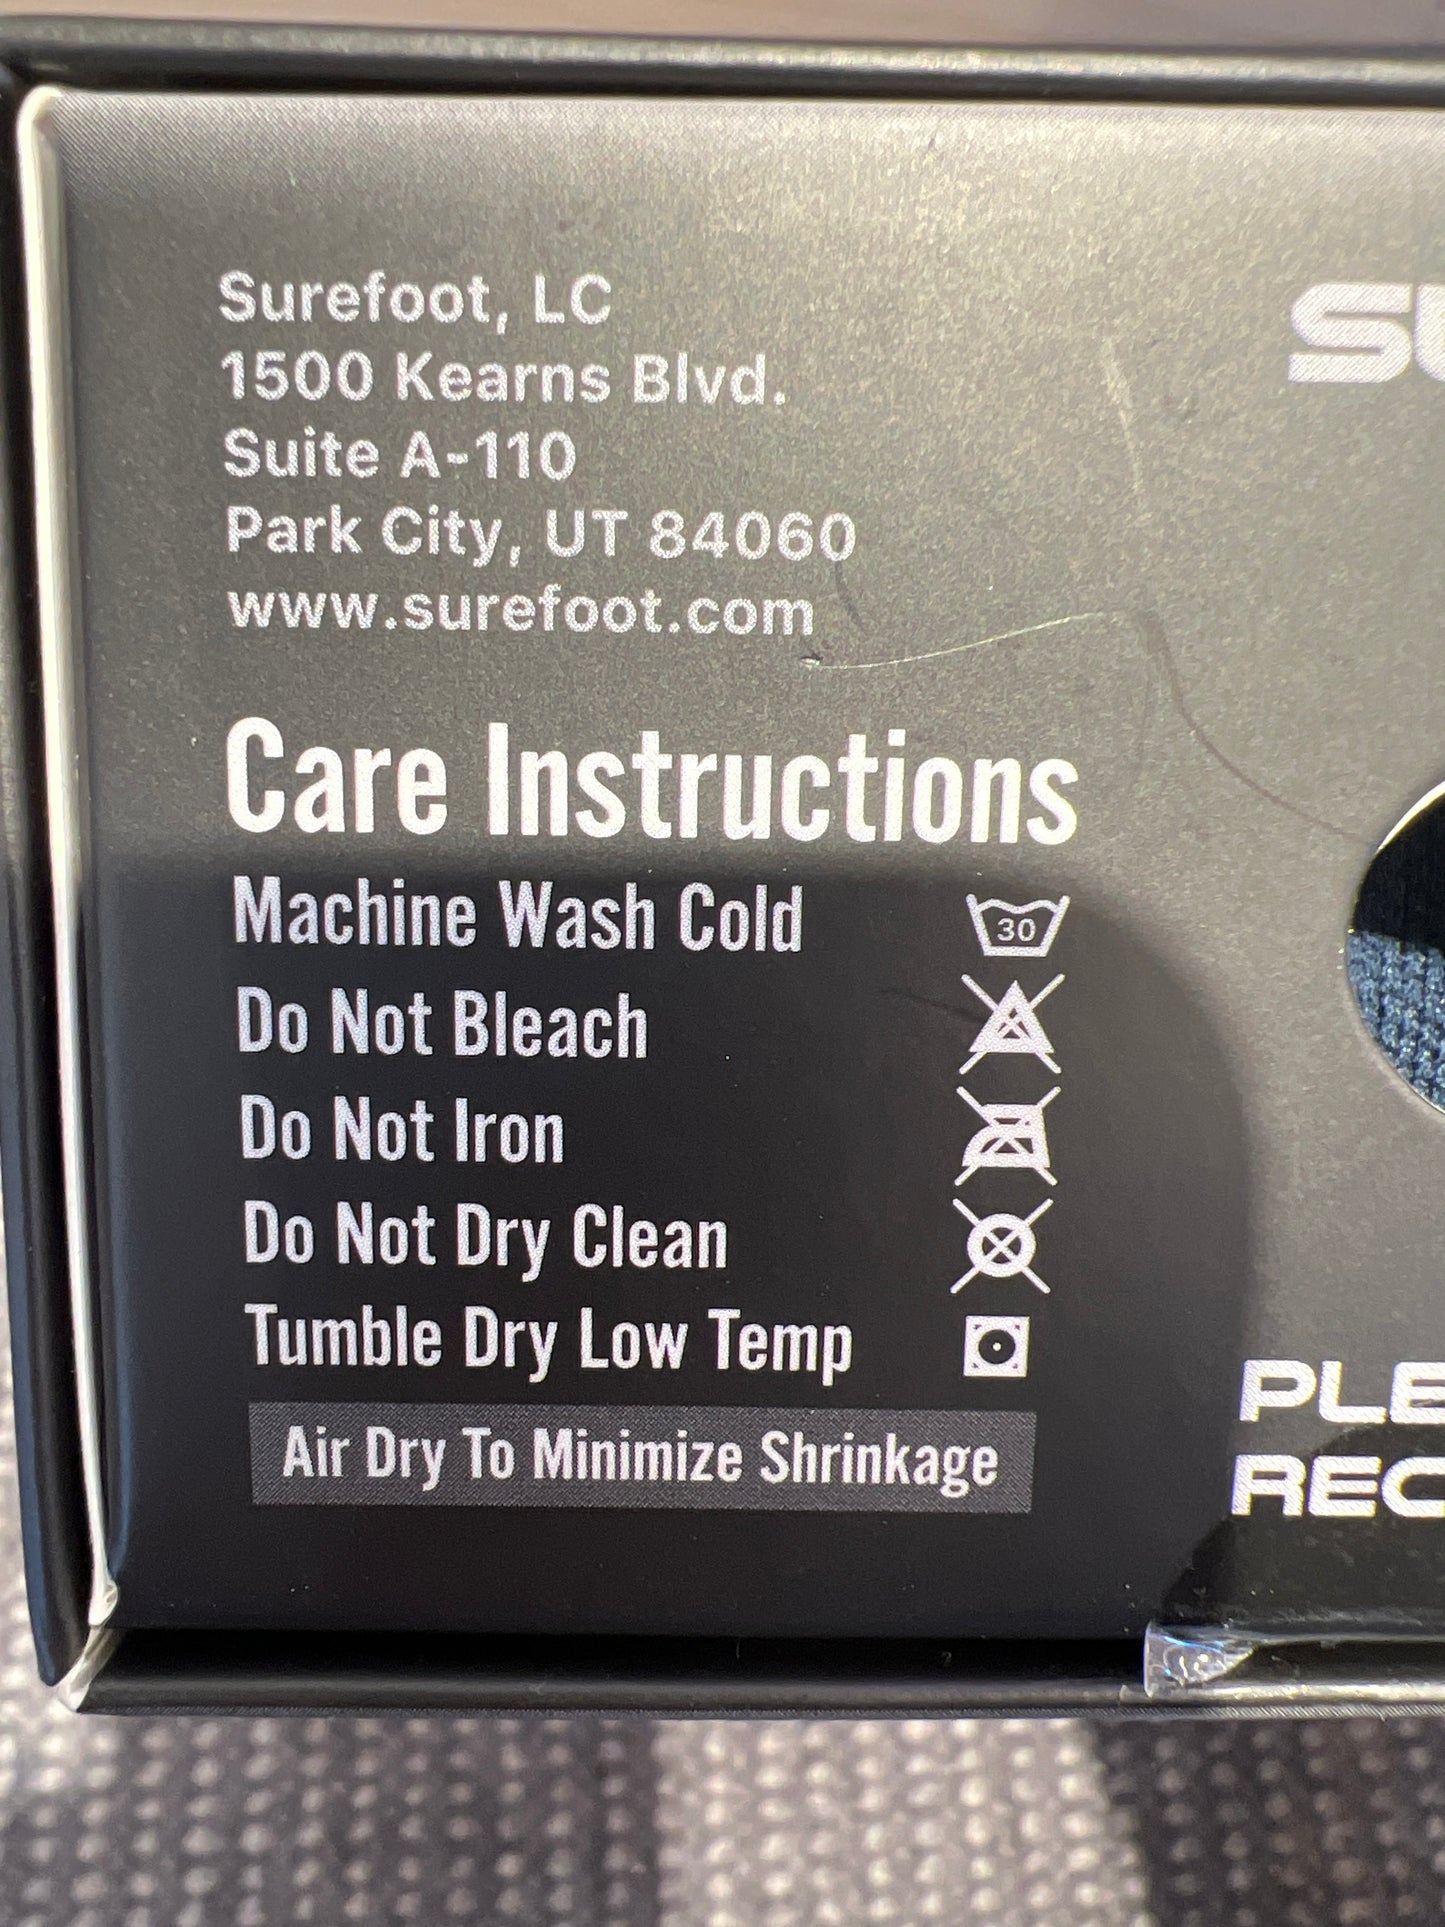 Surefoot, LC
1500 Kearns Blvd.
Suite A-110
Park City, UT 84060
www.surefoot.com
Care Instructions
Machine Wash Cold
30
Do Not Bleach
Do Not Iron
Do Not Dry Clean
Tumble Dry Low Temp
Air Dry To Minimize Shrinkage